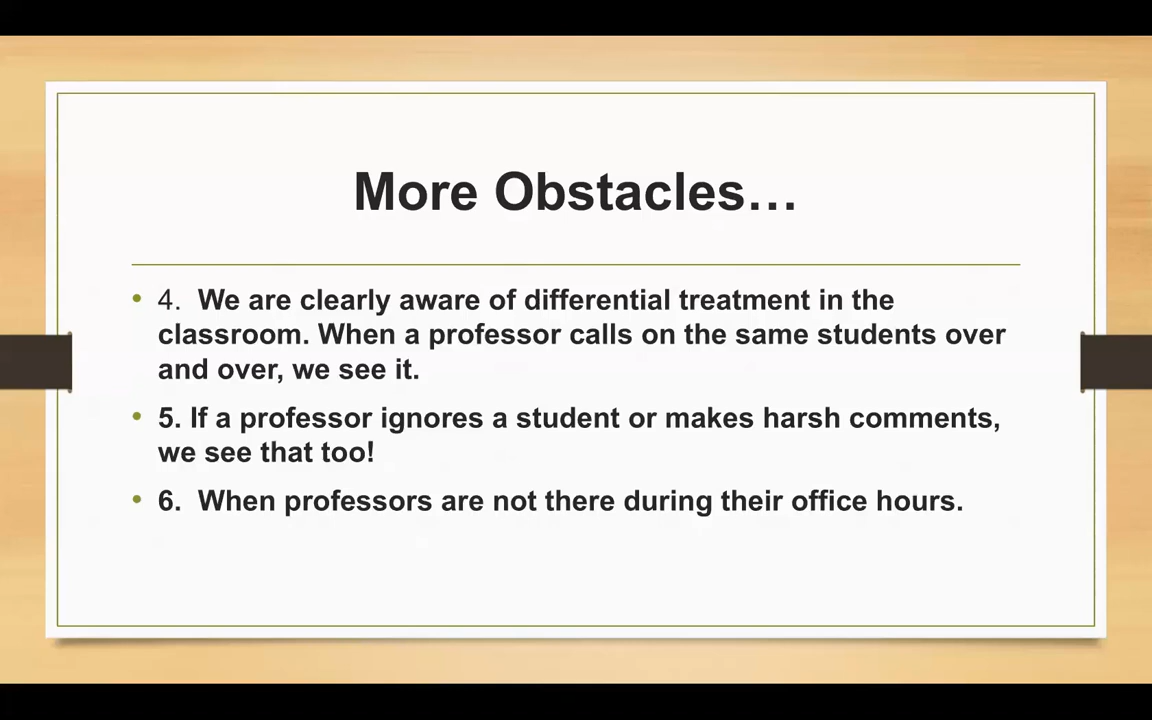 More Obstacles…
• 4.  We are clearly aware of differential treatment in the
classroom. When a professor calls on the same students over
and over, we see it.
• 5. If a professor ignores a student or makes harsh comments,
we see that too!
• 6.  When professors are not there during their office hours.